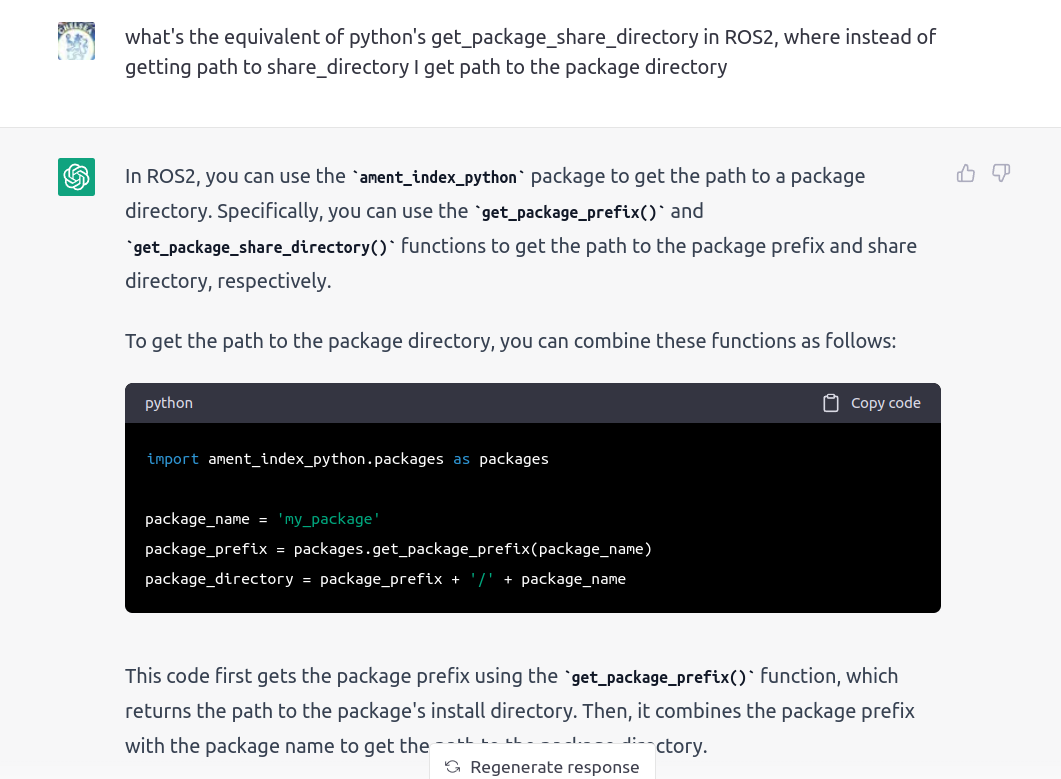 what's the equivalent of python's get_package_share_directory in ROS2, where instead of
getting path to share_directory I get path to the package directory
In ROS2, you can use the `ament_index_python` package to get the path to a package
directory. Specifically, you can use the `get_package_prefix()` and
`get_package_share_directory()` functions to get the path to the package prefix and share
directory, respectively.
To get the path to the package directory, you can combine these functions as follows:
python Copy code
import ament_index_python.packages as packages
package_name = 'my_package'
package_prefix = packages.get_package_prefix(package_name)
package_directory = package_prefix + '/' + package_name
This code first gets the package prefix using the `get_package_prefix()` function, which
returns the path to the package's install directory. Then, it combines the package prefix
with the package name to get the path to the package directory.
Regenerate response